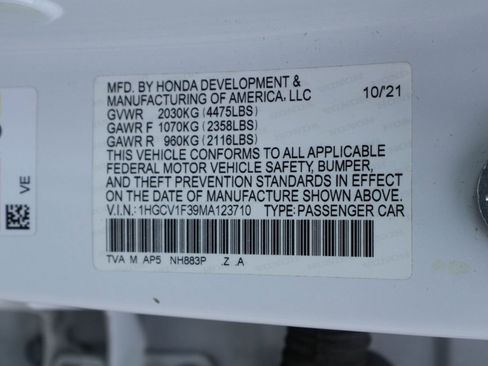 MFD. BY HONDA DEVELOPMENT &
MANUFACTURING OF AMERICA, LLC 10/21
GVWR 2030KG (4475LBS)
GAWR F 1070KG (2358LBS)
GAWR R 960KG (2116LBS)
THIS VEHICLE CONFORMS TO ALL APPLICABLE
FEDERAL MOTOR VEHICLE SAFETY, BUMPER,
AND THEFT PREVENTION STANDARDS IN EFFECT
ON THE DATE OF MANUFACTURE SHOWN ABOVE.
V.I.N.: 1HGCV1F39MA123710 TYPE: PASSENGER CAR
TVA M AP5 NH883P .Z .A
VE